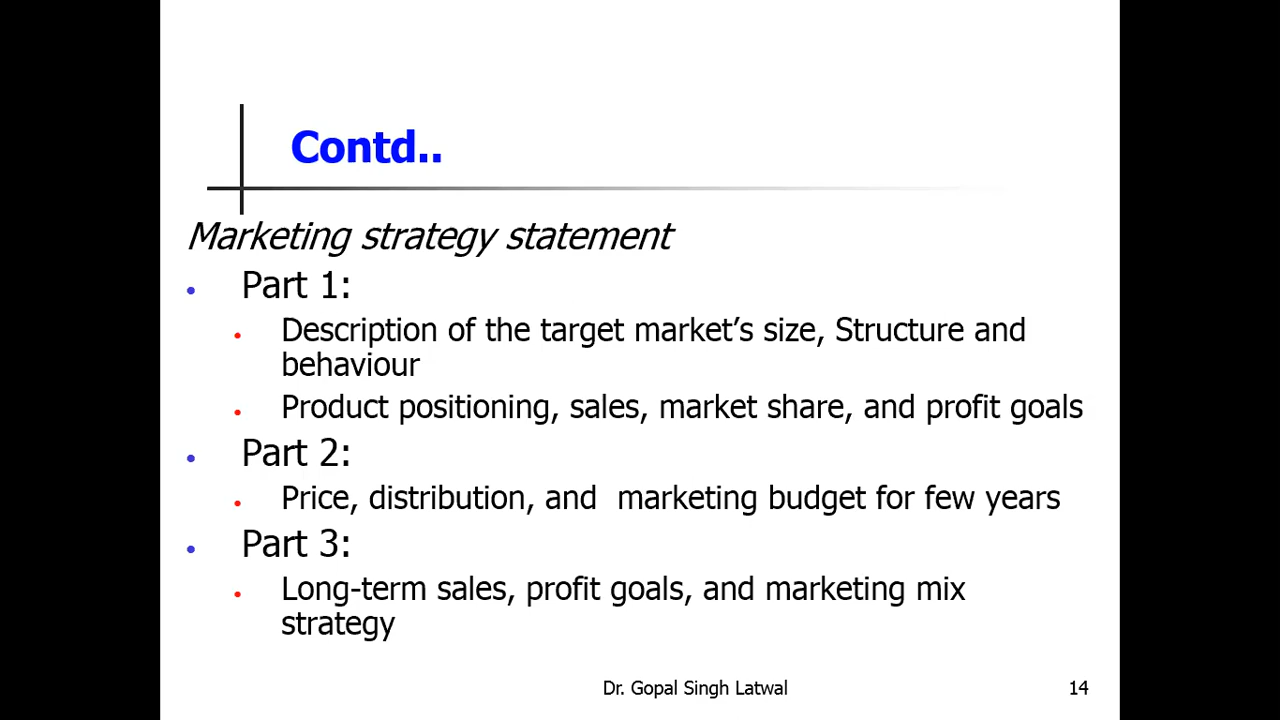 Contd..
Marketing strategy statement
• Part 1:
• Description of the target market’s size, Structure and
behaviour
• Product positioning, sales, market share, and profit goals
• Part 2:
• Price, distribution, and  marketing budget for few years
• Part 3:
• Long-term sales, profit goals, and marketing mix
strategy
Dr. Gopal Singh Latwal
14